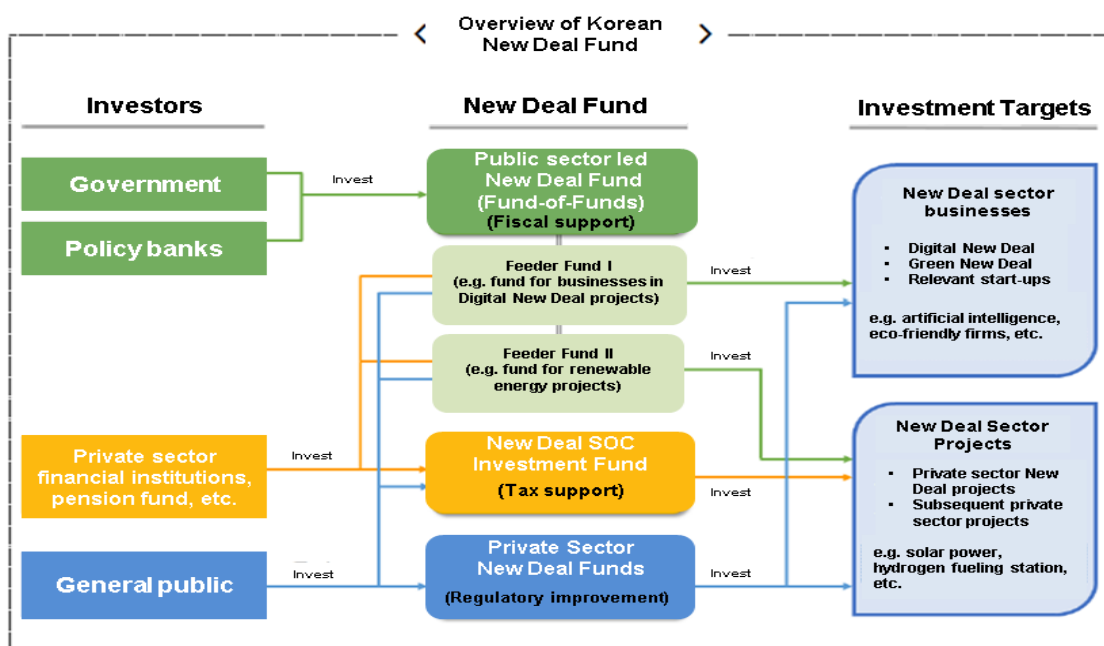 Overview of Korean
New Deal Fund
Investors
New Deal Fund
Investment Targets
Government
Policy banks
Invest
Public sector led
New Deal Fund
(Fund-of-Funds)
(Fiscal support)
Feeder Fund I
(e.g. fund for businesses in
Digital New Deal projects)
Invest
Feeder Fund II
(e.g. fund for renewable
energy projects)
Invest
New Deal sector
businesses
▪ Digital New Deal
▪ Green New Deal
▪ Relevant start-ups
e.g. artificial intelligence,
eco-friendly firms, etc.
Private sector
financial institutions,
pension fund, etc.
Invest
New Deal SOC
Investment Fund
(Tax support)
Invest
New Deal Sector
Projects
▪ Private sector New
Deal projects
▪ Subsequent private
sector projects
e.g. solar power,
hydrogen fueling station,
etc.
General public
Invest
Private Sector
New Deal Funds
(Regulatory improvement)
Invest